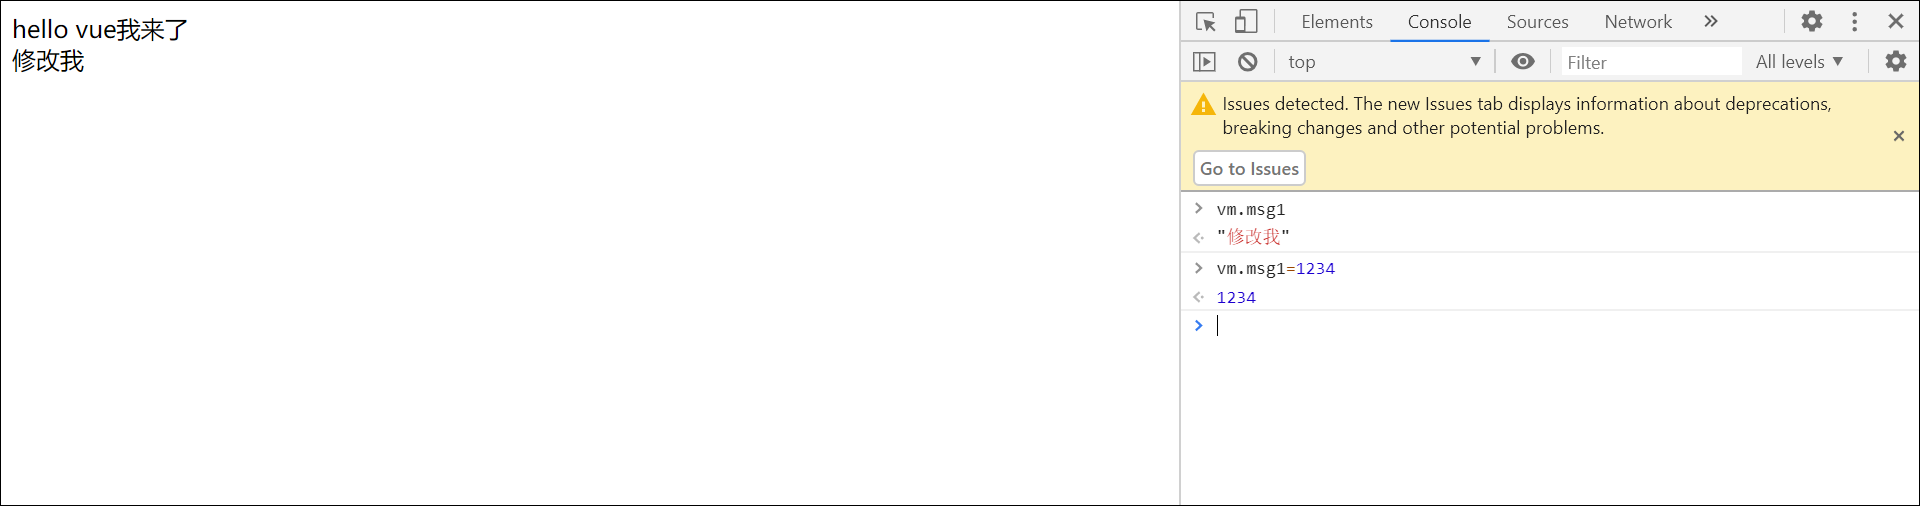 hello vue我来了
修改我
Elements Console Sources Network
top Filter All levels
Issues detected. The new Issues tab displays information about deprecations,
breaking changes and other potential problems.
Go to Issues
vm.msg1
"修改我"
vm.msg1=1234
1234